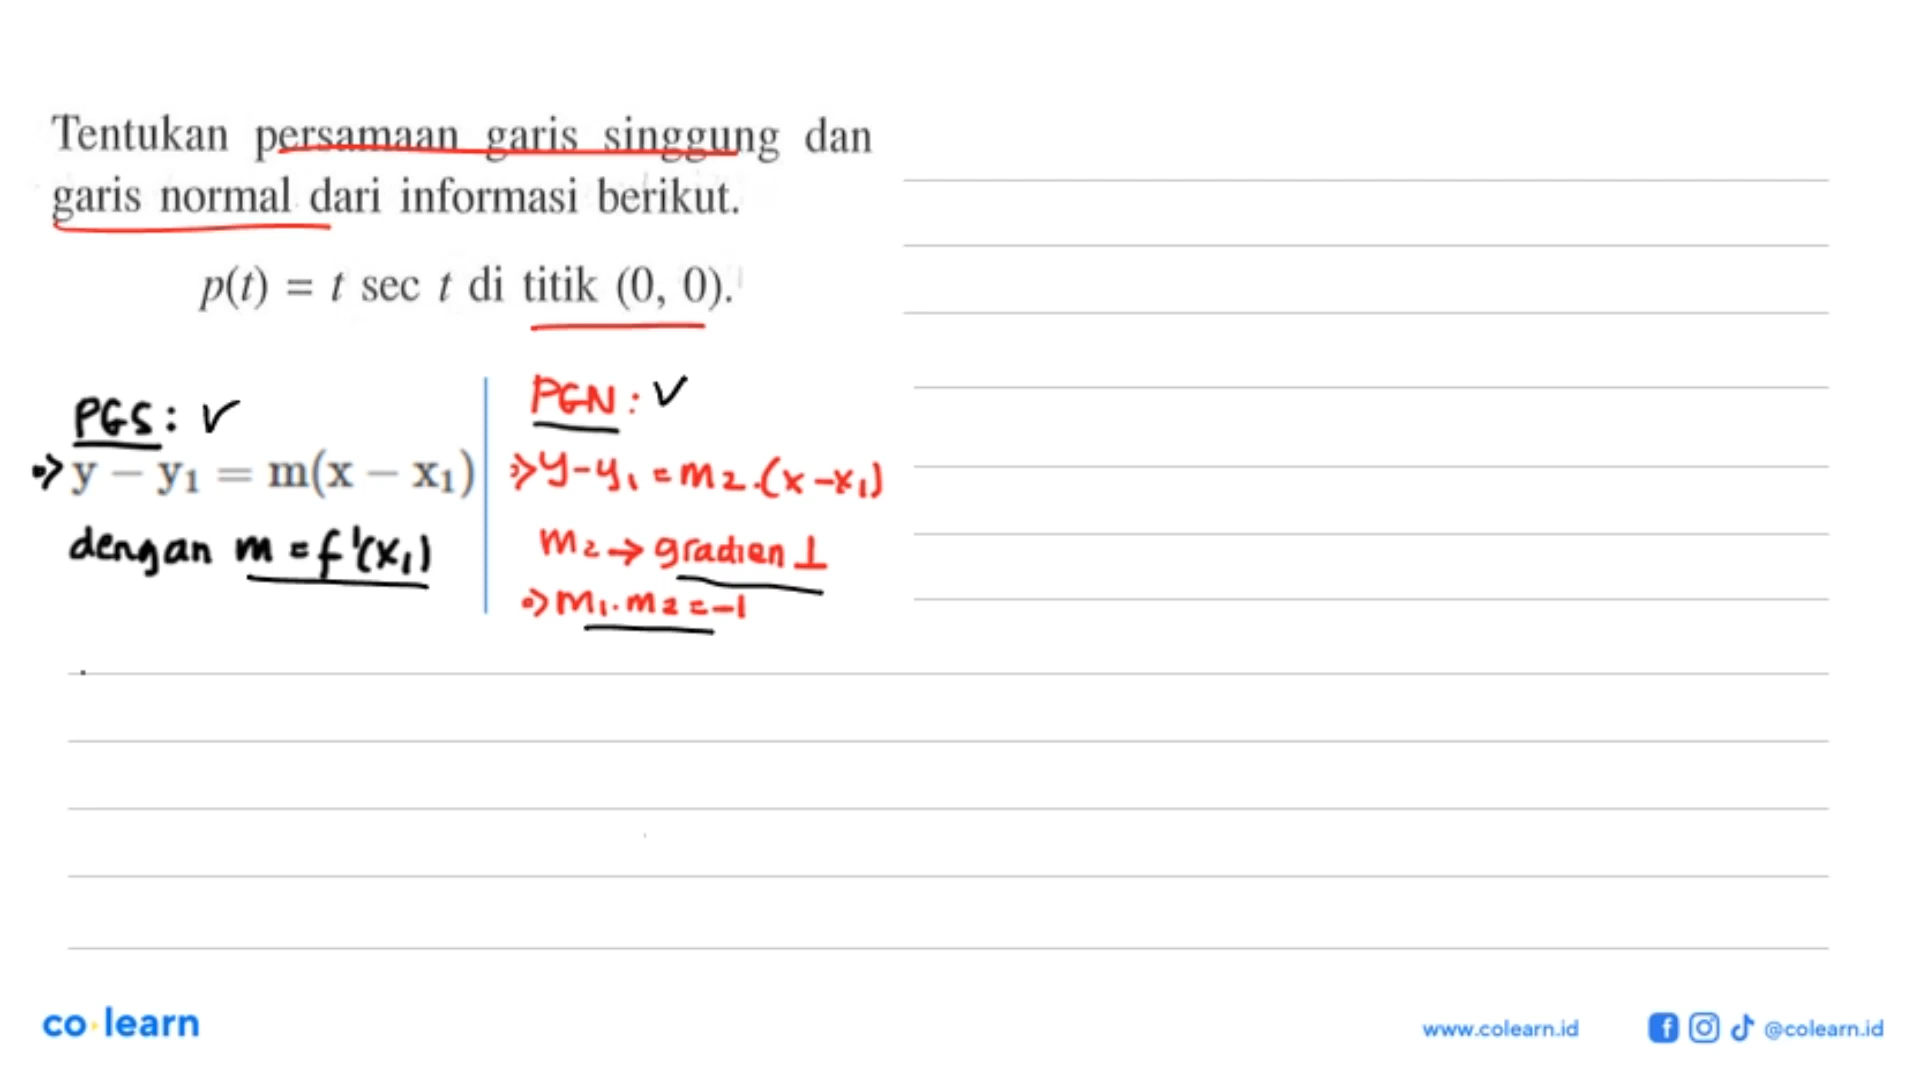 Tentukan persamaan garis singgung dan
garis normal dari informasi berikut.
p(t) = t sec t di titik (0, 0).
PGS : ✓
⇒ y − y₁ = m(x − x₁)
dengan m = f'(x₁)
PGN : ✓
⇒ y − y₁ = m₂.(x − x₁)
m₂ → gradien ⊥
⇒ m₁.m₂ = −1
co learn
www.colearn.id
@colearn.id